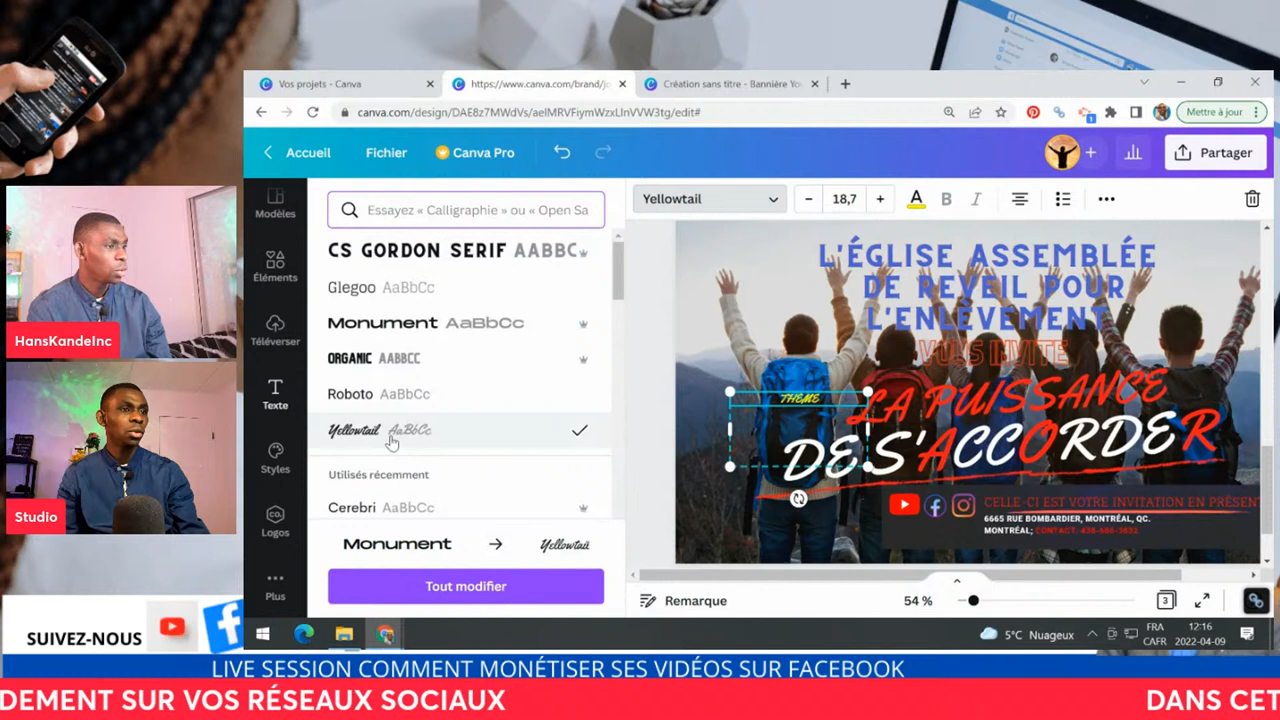 Vos projets - Canva
https://www.canva.com/brand/jo
Création sans titre - Bannière Yo
canva.com/design/DAE8z7MWdVs/aelMRVFiymWzxLlnVVW3tg/edit#
Mettre à jour
Accueil
Fichier
Canva Pro
Partager
Modèles
Éléments
Téléverser
Texte
Styles
Logos
Plus
Essayez « Calligraphie » ou « Open Sa
CS GORDON SERIF AABBC
Glegoo AaBbCc
Monument AaBbCc
ORGANIC AABBCC
Roboto AaBbCc
Yellowtail AaBbCc
Utilisés récemment
Cerebri AaBbCc
Monument → Yellowtail
Tout modifier
Yellowtail
18,7
A B I
L'ÉGLISE ASSEMBLÉE
DE REVEIL POUR
L'ENLÈVEMENT
VOUS INVITE
THÈME
LA PUISSANCE
DE S'ACCORDER
CELLE-CI EST VOTRE INVITATION EN PRÉSEN
6665 RUE BOMBARDIER, MONTRÉAL, QC.
MONTRÉAL;
Remarque
54 %
3
5°C Nuageux
FRA
CAFR
12:16
2022-04-09
HansKandeInc
Studio
SUIVEZ-NOUS
LIVE SESSION COMMENT MONÉTISER SES VIDÉOS SUR FACEBOOK
DEMENT SUR VOS RÉSEAUX SOCIAUX
DANS CET